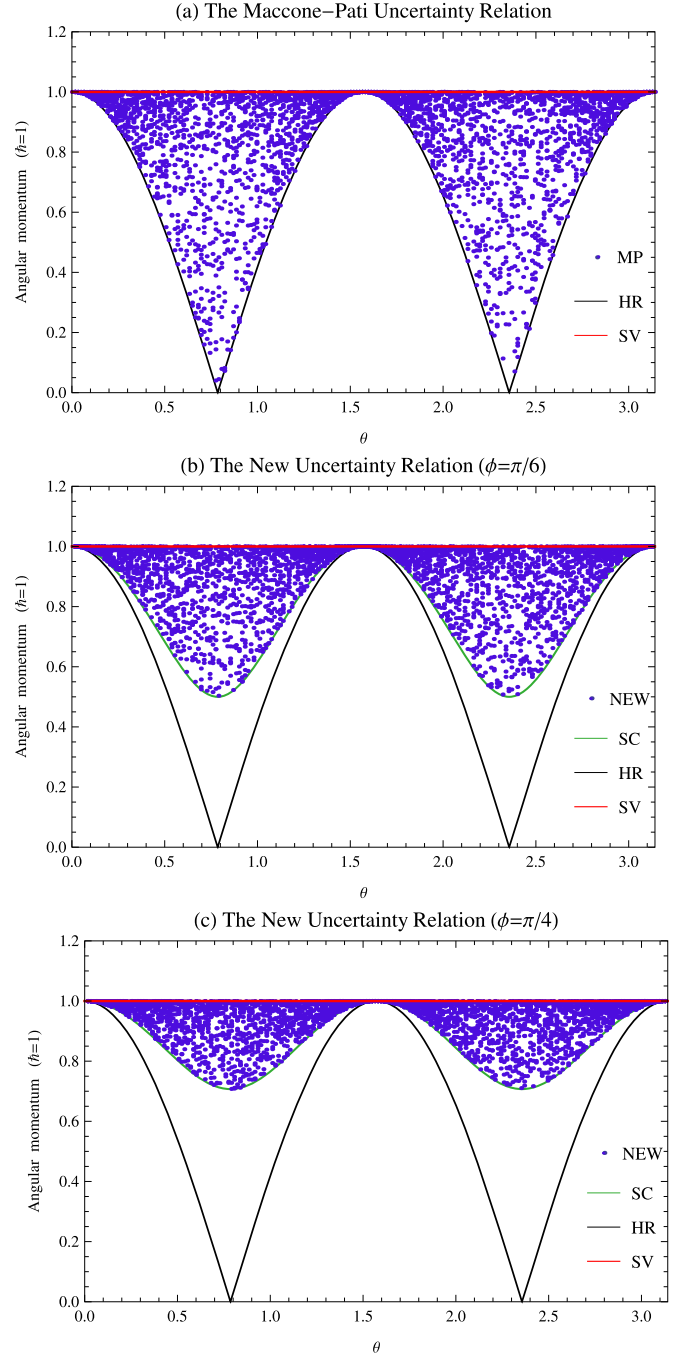 (a) The Maccone−Pati Uncertainty Relation
Angular momentum (ℏ=1)
1.2
1.0
0.8
0.6
0.4
0.2
0.0
MP
HR
SV
0.0 0.5 1.0 1.5 2.0 2.5 3.0
θ
(b) The New Uncertainty Relation (ϕ=π/6)
Angular momentum (ℏ=1)
1.2
1.0
0.8
0.6
0.4
0.2
0.0
NEW
SC
HR
SV
0.0 0.5 1.0 1.5 2.0 2.5 3.0
θ
(c) The New Uncertainty Relation (ϕ=π/4)
Angular momentum (ℏ=1)
1.2
1.0
0.8
0.6
0.4
0.2
0.0
NEW
SC
HR
SV
0.0 0.5 1.0 1.5 2.0 2.5 3.0
θ